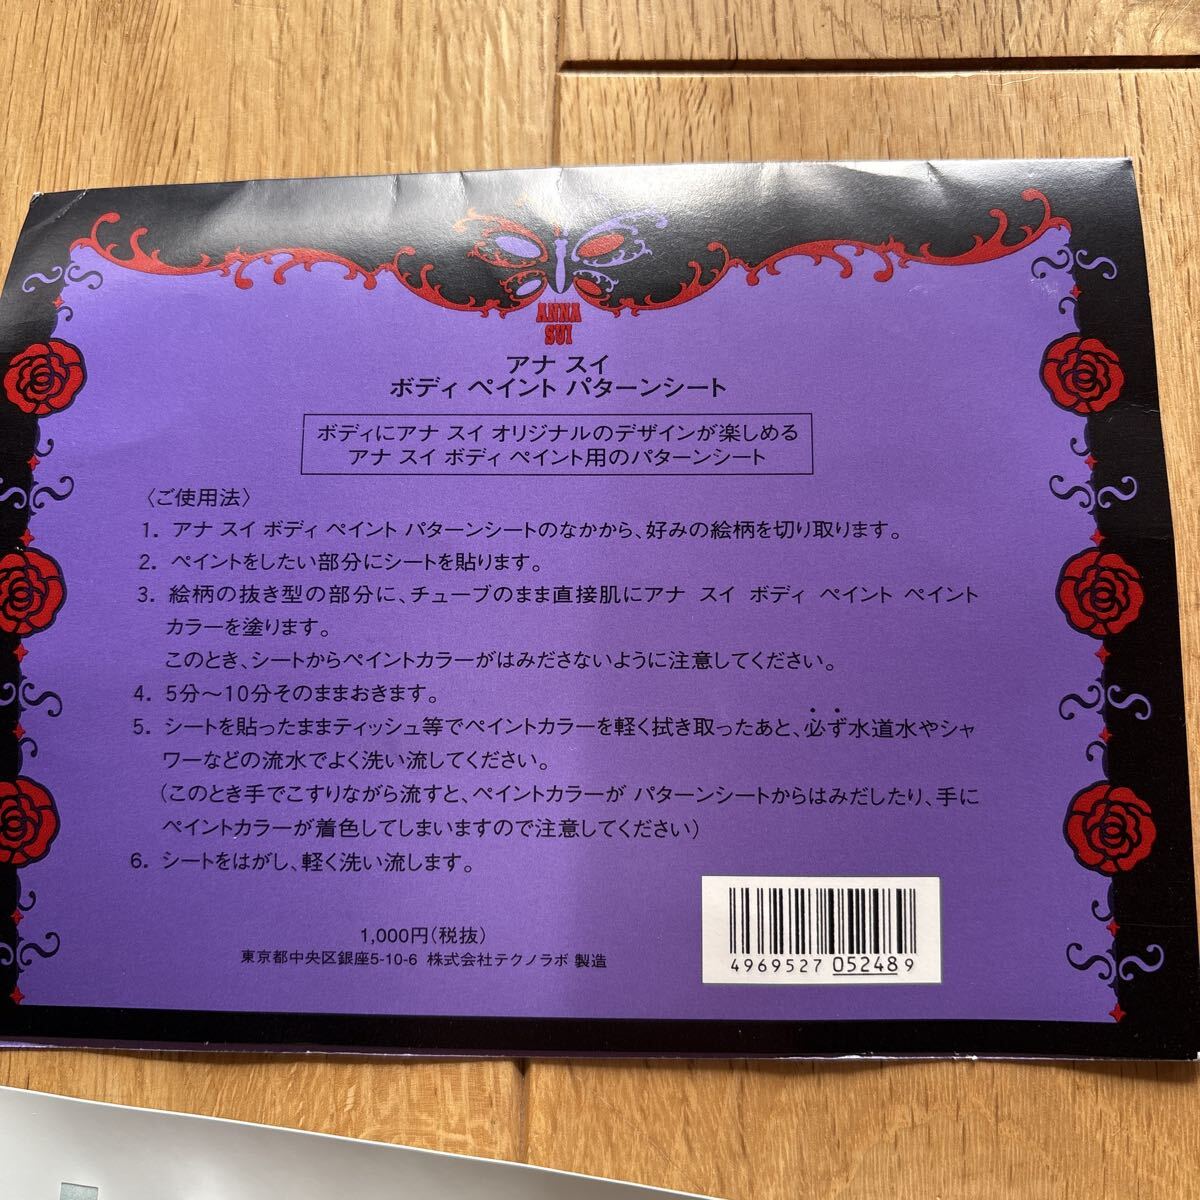 ANNA
SUI
アナ スイ
ボディ ペイント パターンシート
ボディにアナ スイ オリジナルのデザインが楽しめる
アナ スイ ボディ ペイント用のパターンシート
〈ご使用法〉
1. アナ スイ ボディ ペイント パターンシートのなかから、好みの絵柄を切り取ります。
2. ペイントをしたい部分にシートを貼ります。
3. 絵柄の抜き型の部分に、チューブのまま直接肌にアナ スイ ボディ ペイント ペイント
カラーを塗ります。
このとき、シートからペイントカラーがはみださないように注意してください。
4. 5分〜10分そのままおきます。
5. シートを貼ったままティッシュ等でペイントカラーを軽く拭き取ったあと、必ず水道水やシャ
ワーなどの流水でよく洗い流してください。
(このとき手でこすりながら流すと、ペイントカラーが パターンシートからはみだしたり、手に
ペイントカラーが着色してしまいますので注意してください)
6. シートをはがし、軽く洗い流します。
1,000円(税抜)
東京都中央区銀座5-10-6 株式会社テクノラボ 製造
4969527 052489